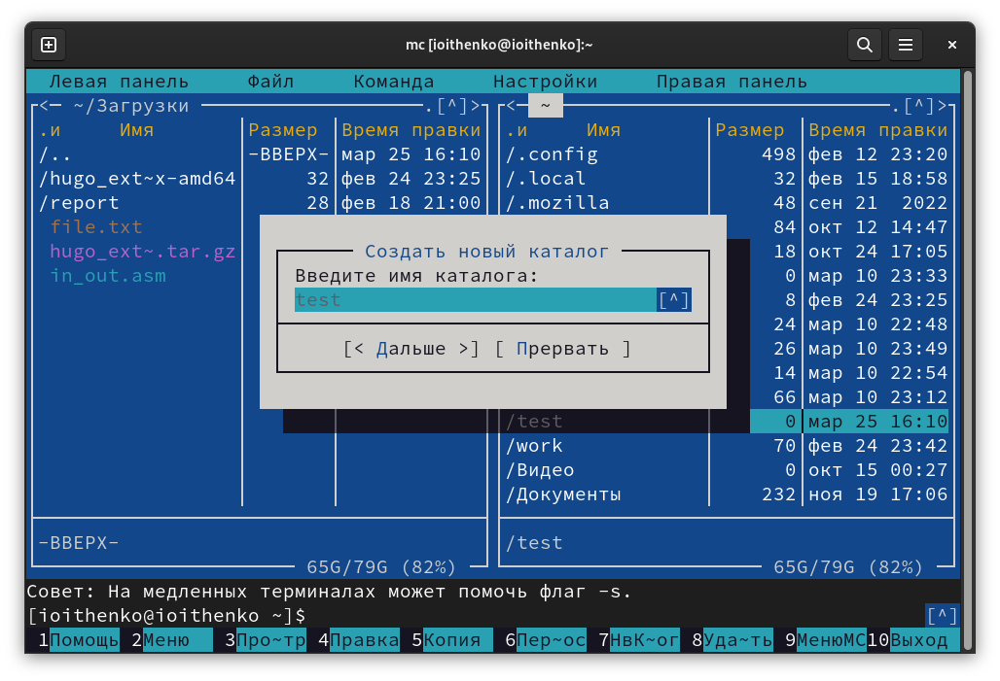 mc [ioithenko@ioithenko]:~
Левая панель Файл Команда Настройки Правая панель
<─ ~/Загрузки .[^]> <─ ~ .[^]>
.и Имя Размер Время правки .и Имя Размер Время правки
/.. -ВВЕРХ- мар 25 16:10 /.config 498 фев 12 23:20
/hugo_ext~x-amd64 32 фев 24 23:25 /.local 32 фев 15 18:58
/report 28 фев 18 21:00 /.mozilla 48 сен 21 2022
file.txt 84 окт 12 14:47
hugo_ext~.tar.gz Создать новый каталог 18 окт 24 17:05
in_out.asm Введите имя каталога: 0 мар 10 23:33
test [^] 8 фев 24 23:25
24 мар 10 22:48
[< Дальше >] [ Прервать ] 26 мар 10 23:49
14 мар 10 22:54
66 мар 10 23:12
/test 0 мар 25 16:10
/work 70 фев 24 23:42
/Видео 0 окт 15 00:27
/Документы 232 ноя 19 17:06
-ВВЕРХ- /test
65G/79G (82%) 65G/79G (82%)
Совет: На медленных терминалах может помочь флаг -s.
[ioithenko@ioithenko ~]$ [^]
1Помощь 2Меню 3Про~тр 4Правка 5Копия 6Пер~ос 7НвК~ог 8Уда~ть 9МенюMC 10Выход